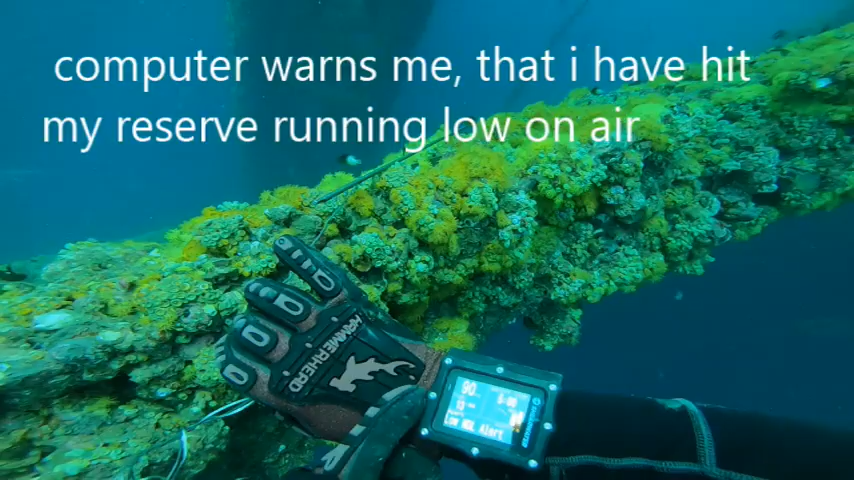 computer warns me, that i have hit
my reserve running low on air
HAMMERHEAD
90
Low NDL Alert